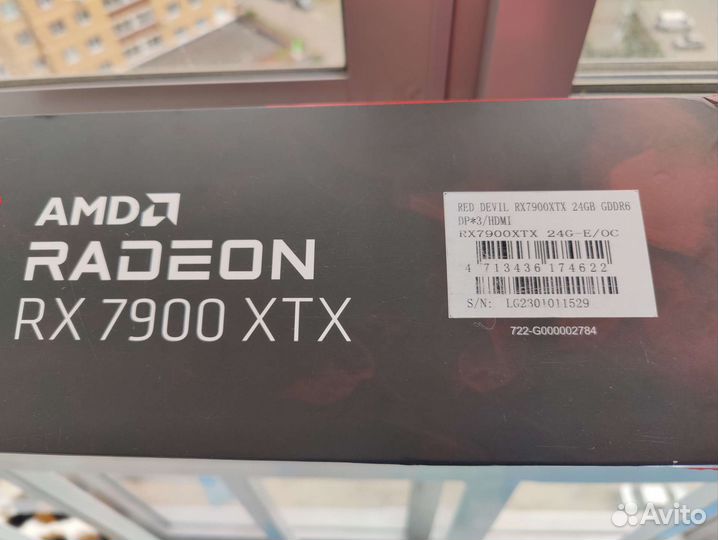 AMD
RADEON
RX 7900 XTX
RED DEVIL RX7900XTX 24GB GDDR6
DP*3/HDMI
RX7900XTX 24G-E/OC
4 713436 174622
S/N: LG2301011529
722-G000002784
Avito